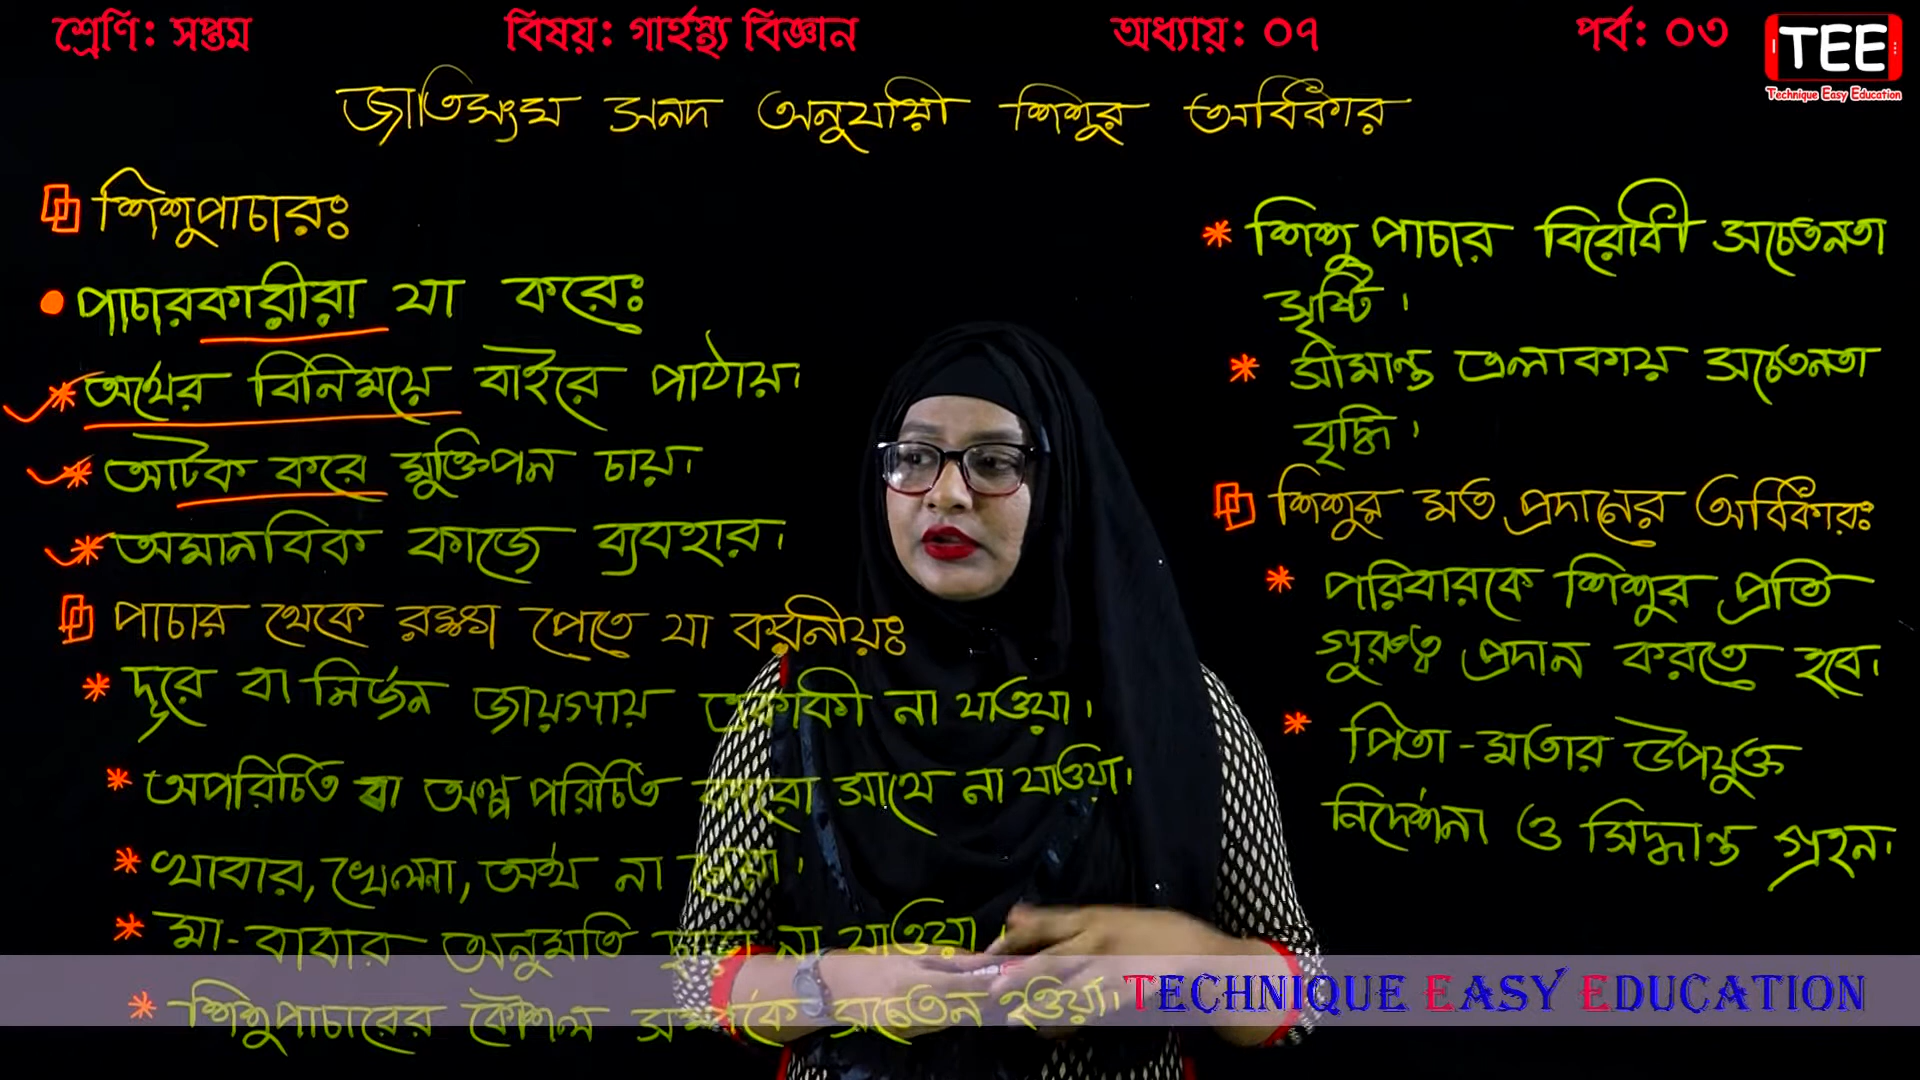 শ্রেণি: সপ্তম
বিষয়: গার্হস্থ্য বিজ্ঞান
অধ্যায়: ০৭
পর্ব: ০৩
TEE
Technique Easy Education
জাতিসংঘ সনদ অনুযায়ী শিশুর অধিকার
শিশুপাচারঃ
• পাচারকারীরা যা করেঃ
* অর্থের বিনিময়ে বাইরে পাঠায়।
* আটক করে মুক্তিপন চায়।
* অমানবিক কাজে ব্যবহার।
পাচার থেকে রক্ষা পেতে যা করনীয়ঃ
* দূরে বা নির্জন জায়গায় একাকী না যাওয়া।
* অপরিচিত বা অল্প পরিচিত কারো সাথে না যাওয়া।
* খাবার, খেলনা, অর্থ না
* মা-বাবার অনুমতি ছাড়া না যাওয়া।
* শিশুপাচারের কৌশল সম্পর্কে সচেতন হওয়া।
* শিশু পাচার বিরোধী সচেতনতা
সৃষ্টি।
* সীমান্ত এলাকায় সচেতনতা
বৃদ্ধি।
শিশুর মত প্রদানের অধিকারঃ
* পরিবারকে শিশুর প্রতি
গুরুত্ব প্রদান করতে হবে।
* পিতা-মাতার উপযুক্ত
নির্দেশনা ও সিদ্ধান্ত গ্রহন।
TECHNIQUE EASY EDUCATION